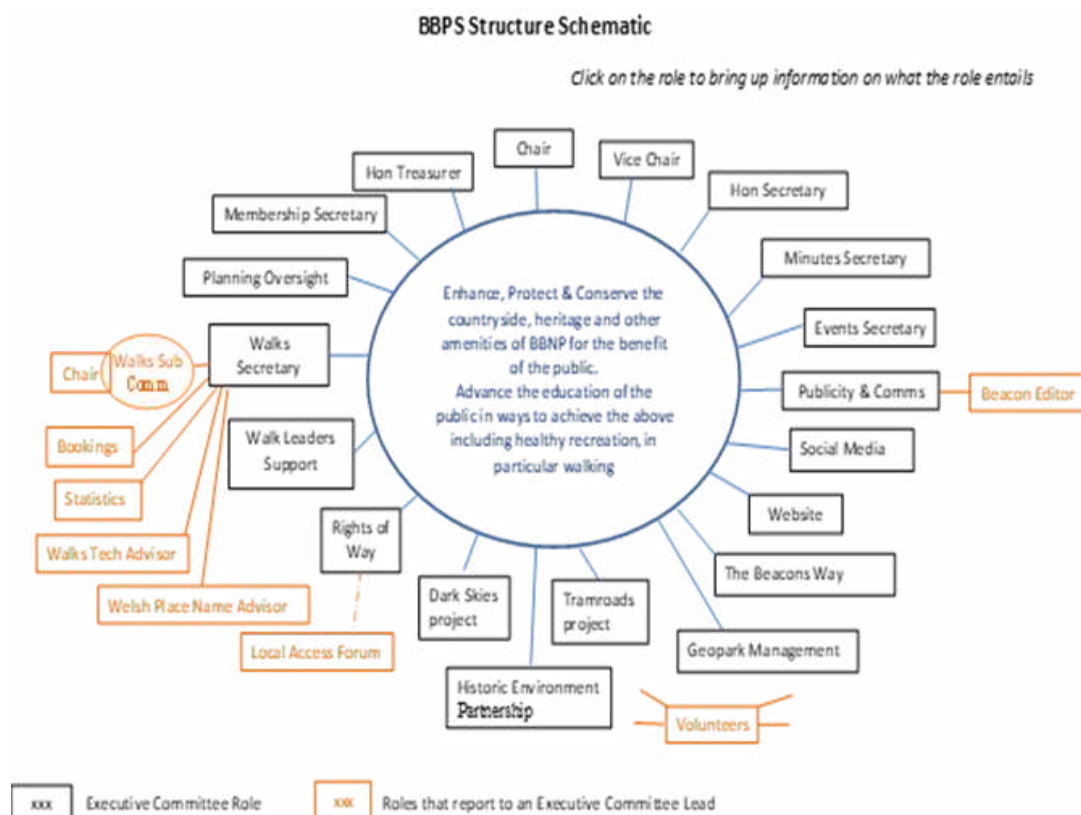 BBPS Structure Schematic
Click on the role to bring up information on what the role entails
Chair
Vice Chair
Hon Treasurer
Hon Secretary
Membership Secretary
Minutes Secretary
Planning Oversight
Events Secretary
Walks
Secretary
Walks Sub
Comm
Chair
Publicity & Comms
Beacon Editor
Enhance, Protect & Conserve the
countryside, heritage and other
amenities of BBNP for the benefit
of the public.
Advance the education of the
public in ways to achieve the above
including healthy recreation, in
particular walking
Bookings
Walk Leaders
Support
Social Media
Statistics
Website
Rights of
Way
Walks Tech Advisor
The Beacons Way
Dark Skies
project
Tramroads
project
Welsh Place Name Advisor
Local Access Forum
Geopark Management
Historic Environment
Partnership
Volunteers
xxx
Executive Committee Role
xxx
Roles that report to an Executive Committee Lead